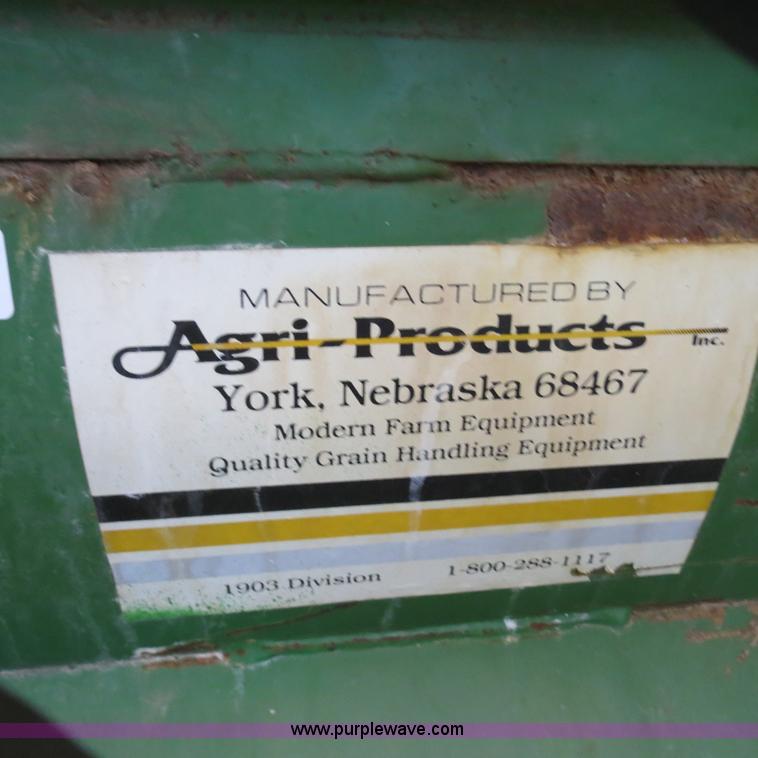 MANUFACTURED BY
Agri-Products Inc.
York, Nebraska 68467
Modern Farm Equipment
Quality Grain Handling Equipment
1903 Division 1-800-288-1117
www.purplewave.com